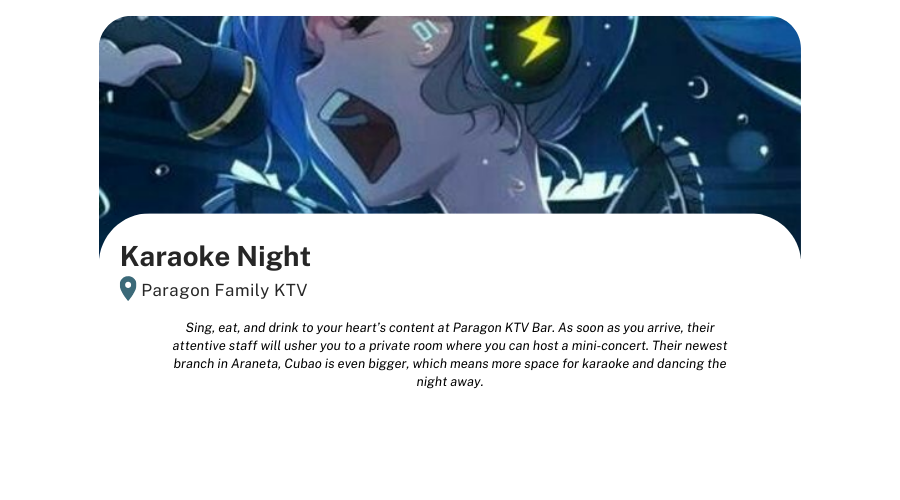 01
Karaoke Night
Paragon Family KTV
Sing, eat, and drink to your heart's content at Paragon KTV Bar. As soon as you arrive, their
attentive staff will usher you to a private room where you can host a mini-concert. Their newest
branch in Araneta, Cubao is even bigger, which means more space for karaoke and dancing the
night away.